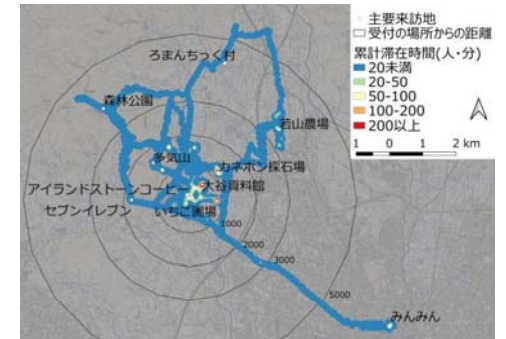 主要来訪地
受付の場所からの距離
累計滞在時間(人・分)
20未満
20-50
50-100
100-200
200以上
1 0 1 2 km
ろまんちっく村
森林公園
若山農場
多気山
カネホン採石場
アイランドストーンコーヒー
大谷資料館
セブンイレブン
いちご圃場
1000
2000
3000
5000
みんみん